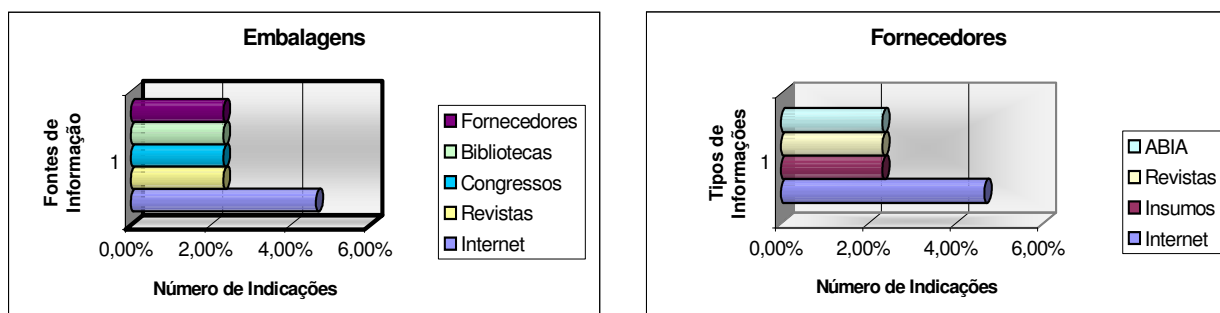 Embalagens
Fontes de
Informação
1
0,00%
2,00%
4,00%
6,00%
Número de Indicações
Fornecedores
Bibliotecas
Congressos
Revistas
Internet
Fornecedores
Tipos de
Informações
1
0,00%
2,00%
4,00%
6,00%
Número de Indicações
ABIA
Revistas
Insumos
Internet